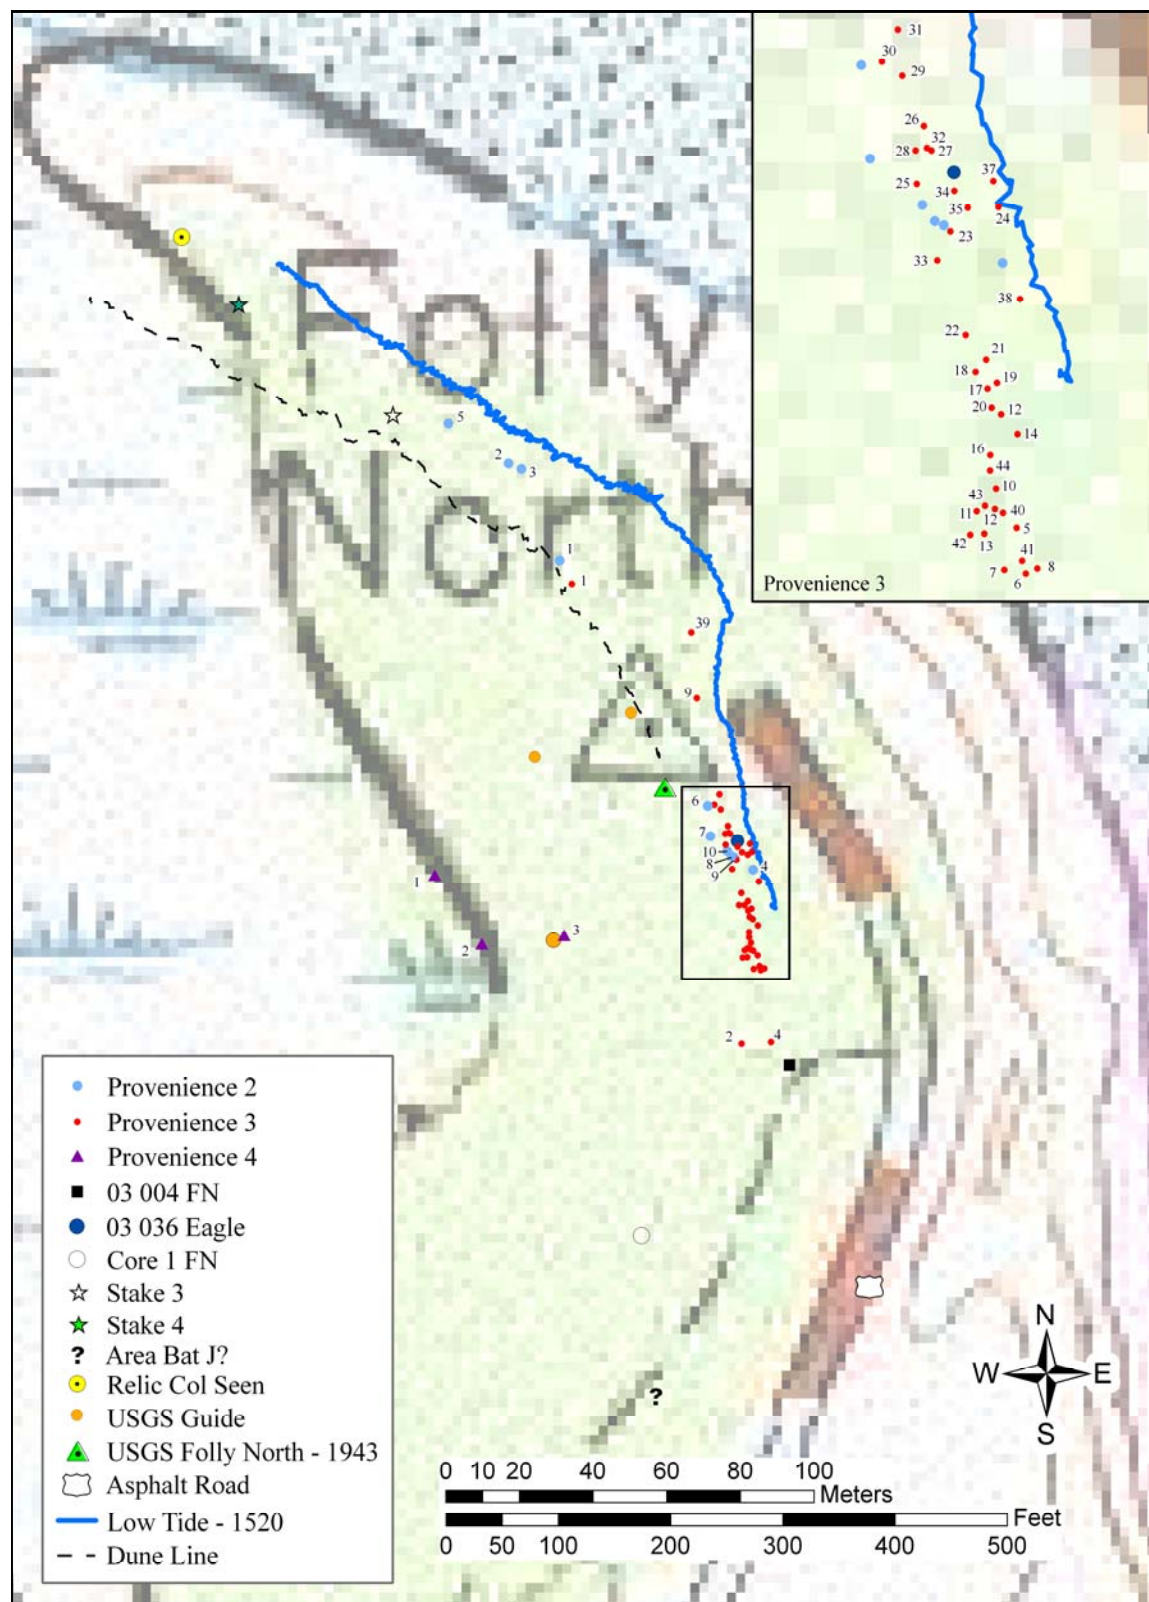 31
30
29
26
32
28
27
25
34
37
35
24
23
33
38
22
21
18
19
17
20
12
14
16
44
10
43
11
12
40
5
42
13
41
7
6
8
Provenience 3
Folly
North
5
2
3
1
1
39
9
6
7
10
8
9
4
1
2
3
2
4
Provenience 2
Provenience 3
Provenience 4
03 004 FN
03 036 Eagle
Core 1 FN
Stake 3
Stake 4
? Area Bat J?
Relic Col Seen
USGS Guide
USGS Folly North - 1943
Asphalt Road
Low Tide - 1520
Dune Line
?
N
W E
S
0 10 20 40 60 80 100
Meters
Feet
0 50 100 200 300 400 500